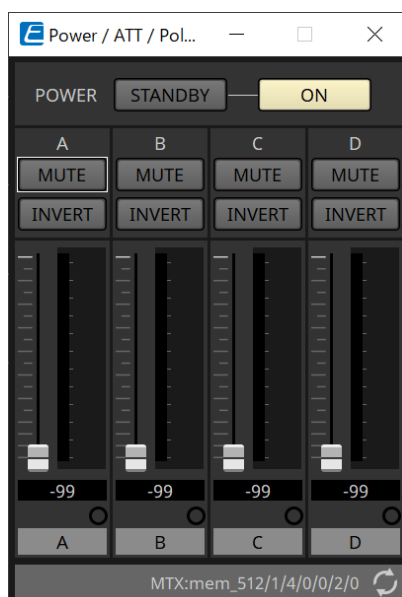 Power / ATT / Pol...
POWER STANDBY ON
A B C D
MUTE MUTE MUTE MUTE
INVERT INVERT INVERT INVERT
-99 -99 -99 -99
A B C D
MTX:mem_512/1/4/0/0/2/0